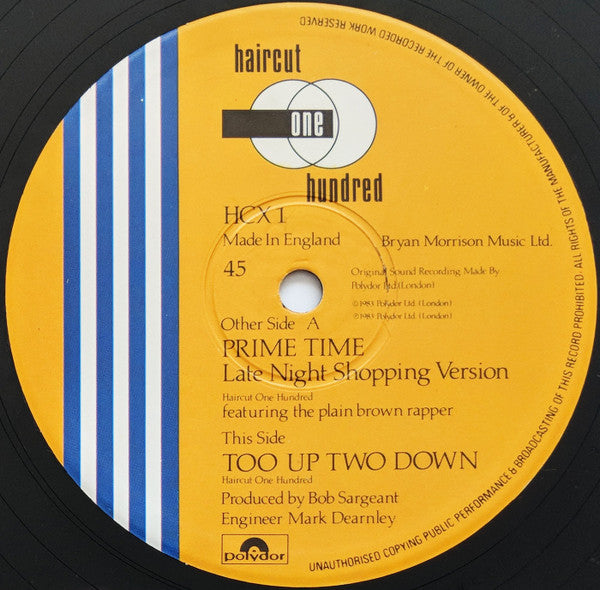 haircut
one
hundred
HCX 1
Made In England
Bryan Morrison Music Ltd.
45
Original Sound Recording Made By
Polydor Ltd.(London)
©1983 Polydor Ltd. (London)
℗1983 Polydor Ltd. (London)
Other Side A
PRIME TIME
Late Night Shopping Version
Haircut One Hundred
featuring the plain brown rapper
This Side
TOO UP TWO DOWN
Haircut One Hundred
Produced by Bob Sargeant
Engineer Mark Dearnley
polydor
UNAUTHORISED COPYING PUBLIC PERFORMANCE & BROADCASTING OF THIS RECORD PROHIBITED. ALL RIGHTS OF THE MANUFACTURER & OF THE OWNER OF THE RECORDED WORK RESERVED